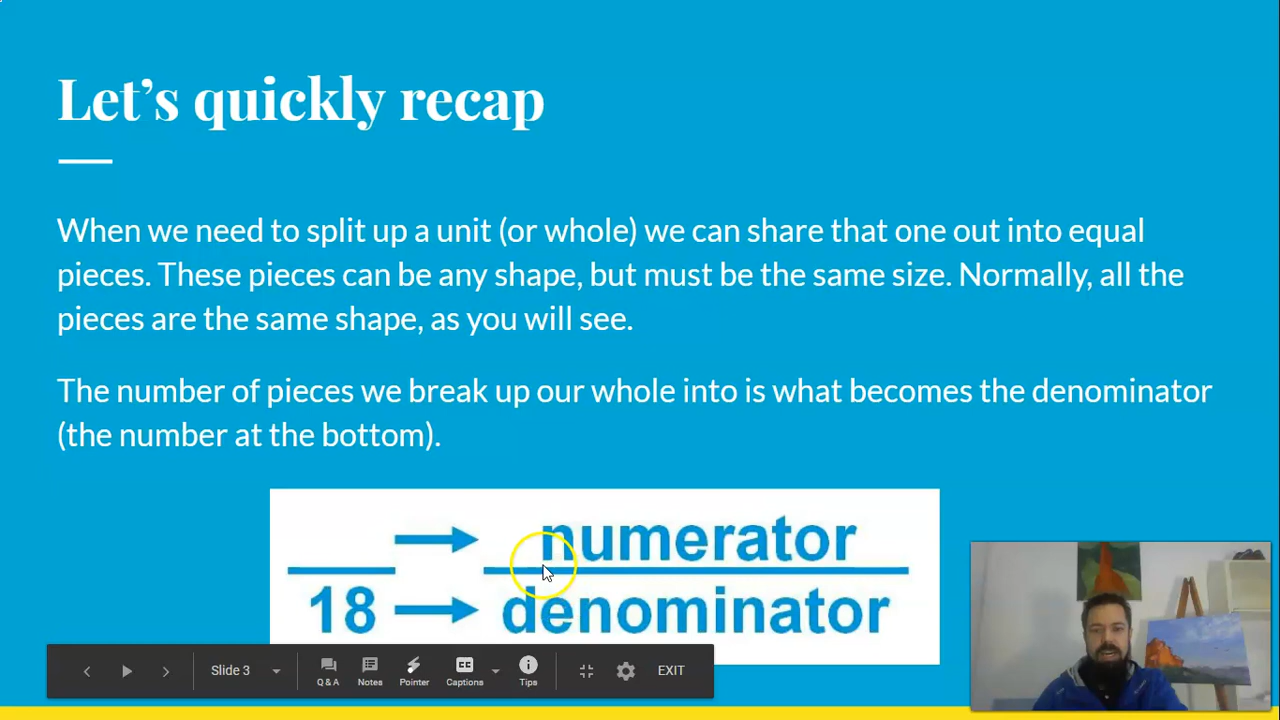 Let’s quickly recap
When we need to split up a unit (or whole) we can share that one out into equal
pieces. These pieces can be any shape, but must be the same size. Normally, all the
pieces are the same shape, as you will see.
The number of pieces we break up our whole into is what becomes the denominator
(the number at the bottom).
numerator
18 denominator
Slide 3 Q & A Notes Pointer CC Captions Tips EXIT